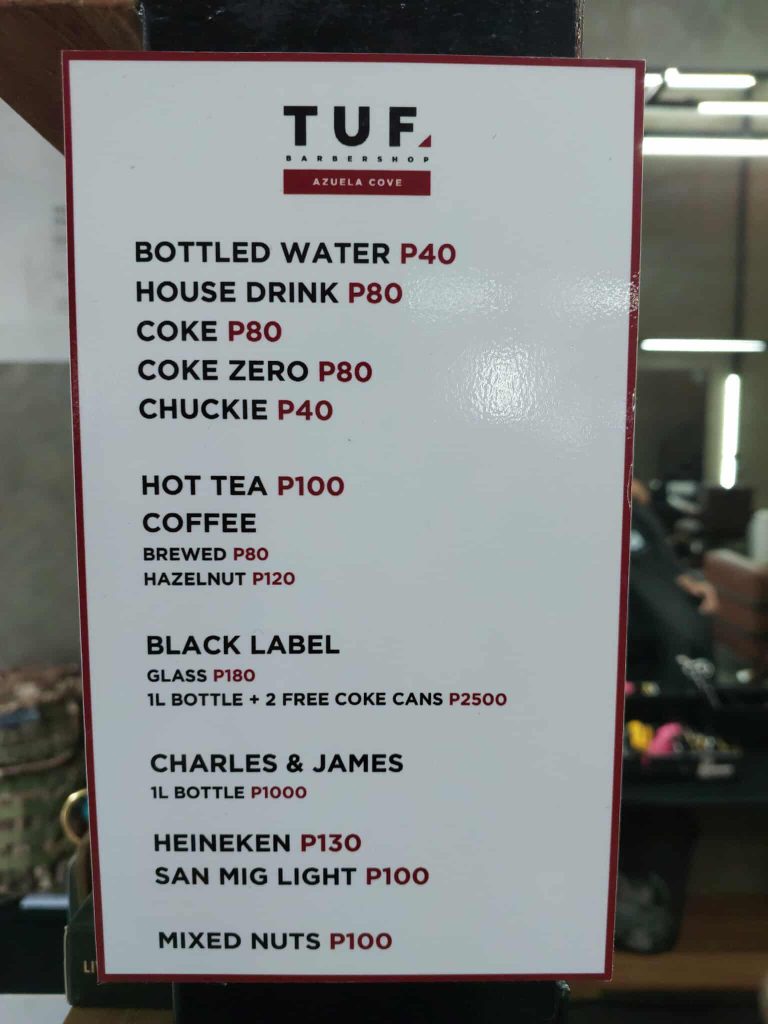 TUF
BARBERSHOP
AZUELA COVE
BOTTLED WATER P40
HOUSE DRINK P80
COKE P80
COKE ZERO P80
CHUCKIE P40
HOT TEA P100
COFFEE
BREWED P80
HAZELNUT P120
BLACK LABEL
GLASS P180
1L BOTTLE + 2 FREE COKE CANS P2500
CHARLES & JAMES
1L BOTTLE P1000
HEINEKEN P130
SAN MIG LIGHT P100
MIXED NUTS P100